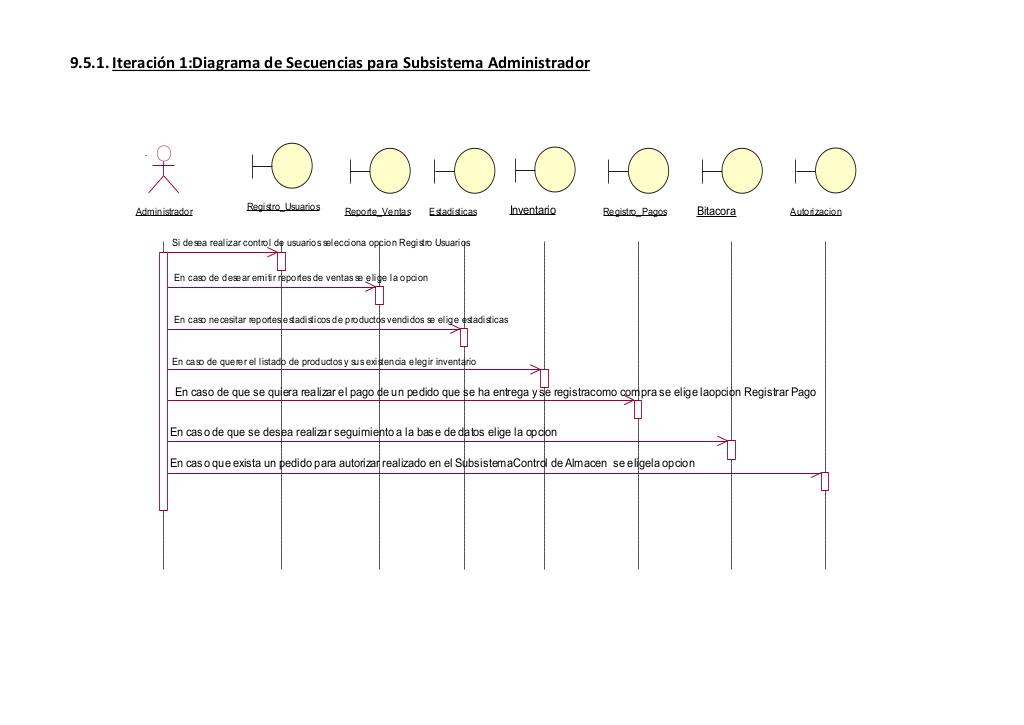 9.5.1. Iteración 1:Diagrama de Secuencias para Subsistema Administrador
Administrador
Registro_Usuarios
Reporte_Ventas
Estadisticas
Inventario
Registro_Pagos
Bitacora
Autorizacion
Si desea realizar control de usuarios selecciona opcion Registro Usuarios
En caso de desear emitir reportes de ventas se elige la opcion
En caso necesitar reportes estadisticos de productos vendidos se elige estadisticas
En caso de querer el listado de productos y sus existencia elegir inventario
En caso de que se quiera realizar el pago de un pedido que se ha entrega y se registracomo compra se elige laopcion Registrar Pago
En caso de que se desea realizar seguimiento a la base de datos elige la opcion
En caso que exista un pedido para autorizar realizado en el SubsistemaControl de Almacen se eligela opcion